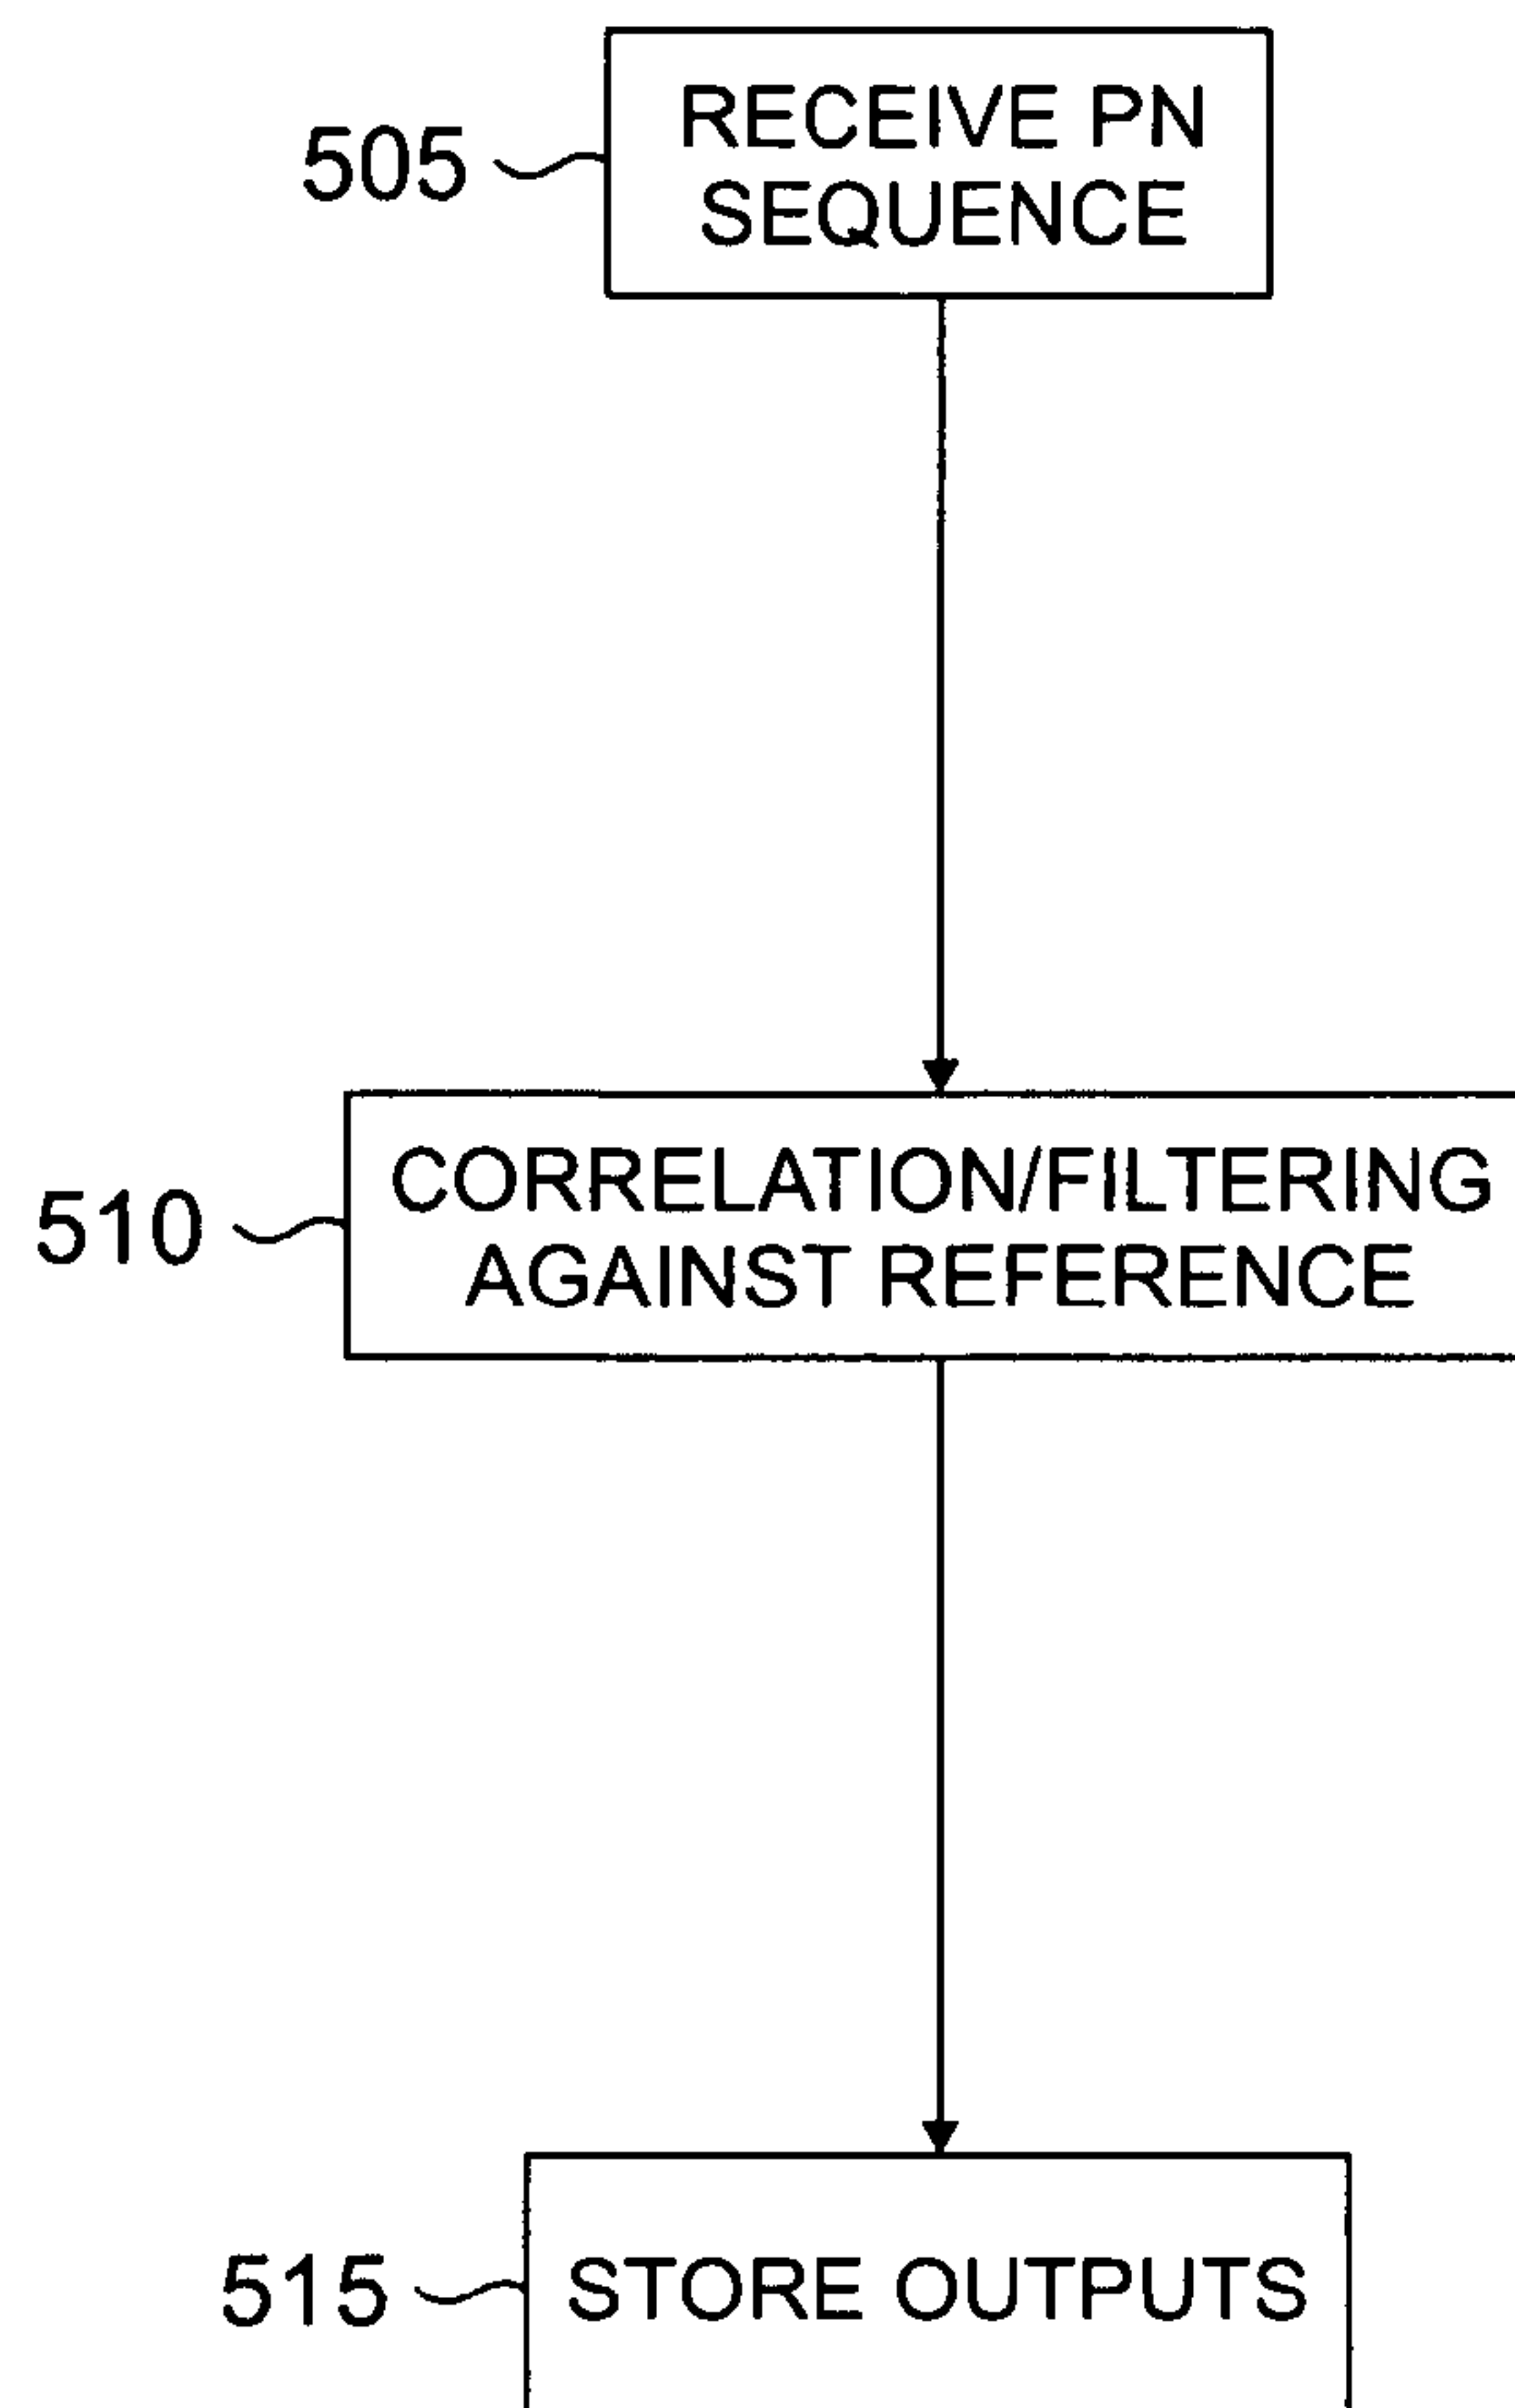 505
RECEIVE PN
SEQUENCE
510
CORRELATION/FILTERING
AGAINST REFERENCE
515
STORE OUTPUTS